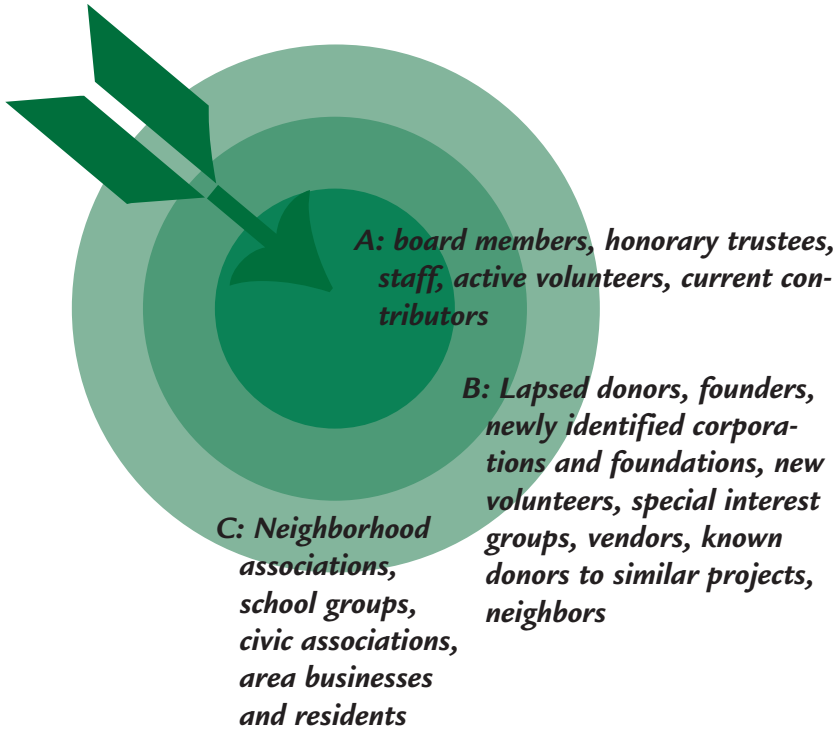 A: board members, honorary trustees,
staff, active volunteers, current con-
tributors
B: Lapsed donors, founders,
newly identified corpora-
tions and foundations, new
volunteers, special interest
groups, vendors, known
donors to similar projects,
neighbors
C: Neighborhood
associations,
school groups,
civic associations,
area businesses
and residents